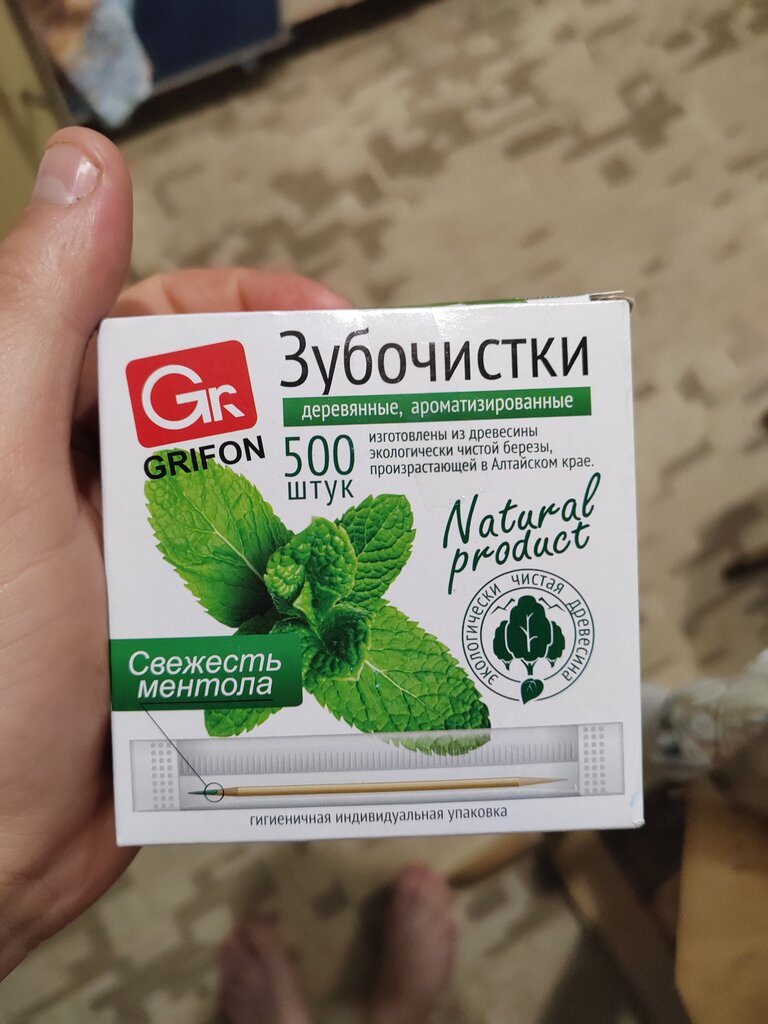 Gr
GRIFON
Зубочистки
деревянные, ароматизированные
500
штук
изготовлены из древесины
экологически чистой березы,
произрастающей в Алтайском крае.
Natural
product
экологически чистая древесина
Свежесть
ментола
гигиеничная индивидуальная упаковка